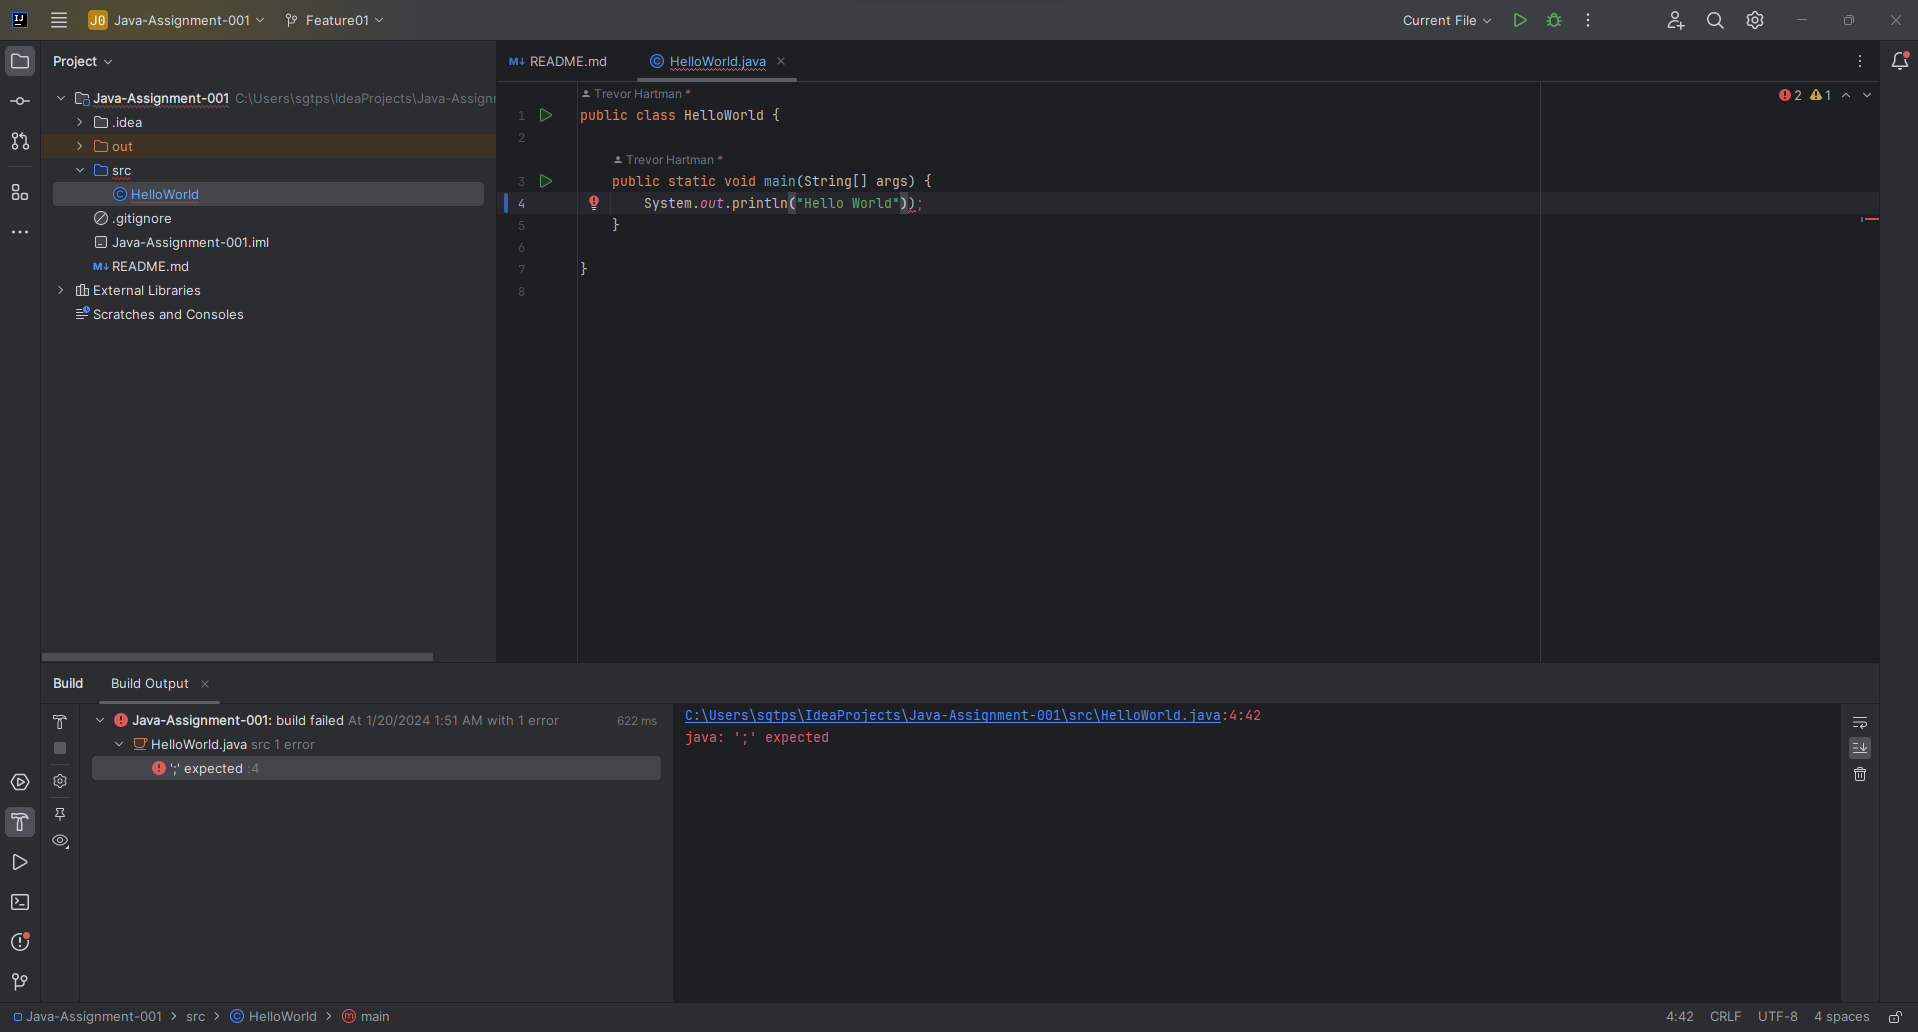 J0 Java-Assignment-001 Feature01 Current File
Project
Java-Assignment-001 C:\Users\sgtps\IdeaProjects\Java-Assignm
.idea
out
src
HelloWorld
.gitignore
Java-Assignment-001.iml
M↓ README.md
External Libraries
Scratches and Consoles
M↓ README.md HelloWorld.java
Trevor Hartman *
2 1
1 public class HelloWorld {
2
Trevor Hartman *
3 public static void main(String[] args) {
4 System.out.println("Hello World"));
5 }
6
7 }
8
Build Build Output
Java-Assignment-001: build failed At 1/20/2024 1:51 AM with 1 error 622 ms
HelloWorld.java src 1 error
';' expected :4
C:\Users\sgtps\IdeaProjects\Java-Assignment-001\src\HelloWorld.java:4:42
java: ';' expected
Java-Assignment-001 > src > HelloWorld > main 4:42 CRLF UTF-8 4 spaces